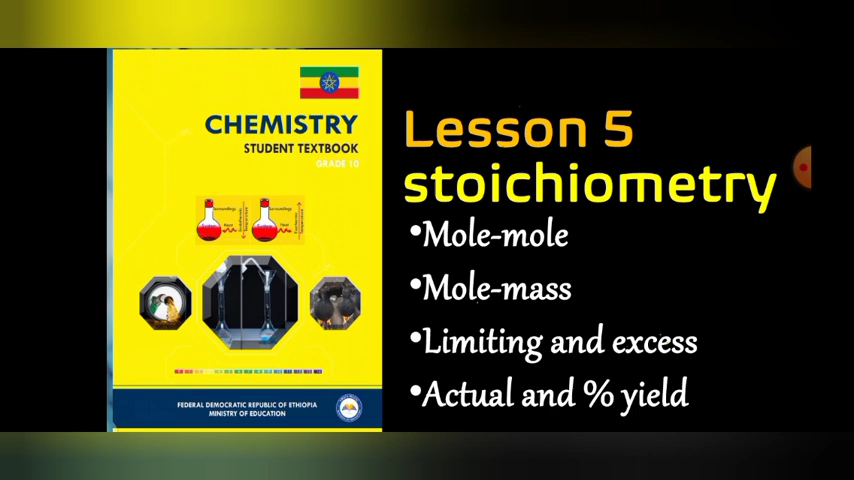 CHEMISTRY
STUDENT TEXTBOOK
GRADE 10
FEDERAL DEMOCRATIC REPUBLIC OF ETHIOPIA
MINISTRY OF EDUCATION
Lesson 5
stoichiometry
•Mole-mole
•Mole-mass
•Limiting and excess
•Actual and % yield